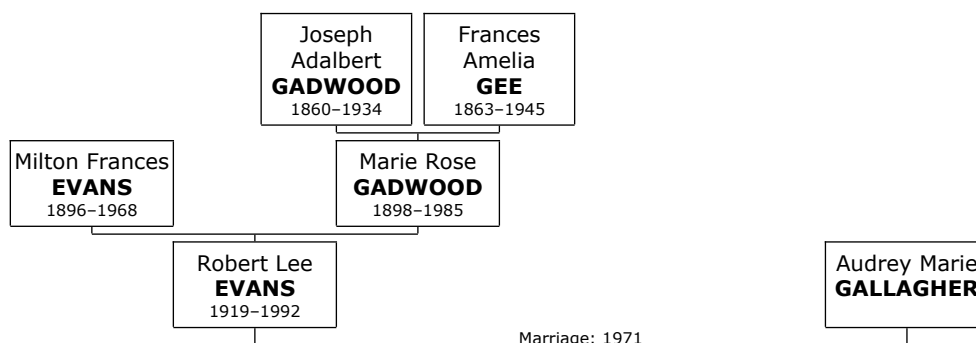 Joseph
Adalbert
GADWOOD
1860–1934
Frances
Amelia
GEE
1863–1945
Milton Frances
EVANS
1896–1968
Marie Rose
GADWOOD
1898–1985
Robert Lee
EVANS
1919–1992
Audrey Marie
GALLAGHER
Marriage: 1971